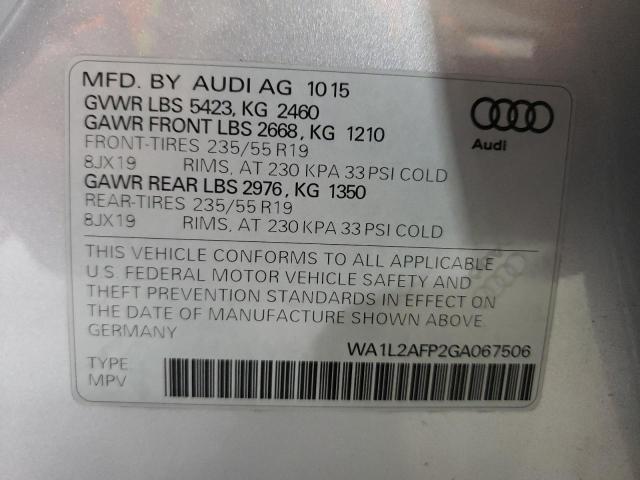 MFD. BY AUDI AG 10 15
GVWR LBS 5423, KG 2460
GAWR FRONT LBS 2668, KG 1210
FRONT-TIRES 235/55 R19
8JX19 RIMS, AT 230 KPA 33 PSI COLD
GAWR REAR LBS 2976, KG 1350
REAR-TIRES 235/55 R19
8JX19 RIMS, AT 230 KPA 33 PSI COLD
Audi
THIS VEHICLE CONFORMS TO ALL APPLICABLE
U.S. FEDERAL MOTOR VEHICLE SAFETY AND
THEFT PREVENTION STANDARDS IN EFFECT ON
THE DATE OF MANUFACTURE SHOWN ABOVE.
GERMANY
WA1L2AFP2GA067506
TYPE
MPV